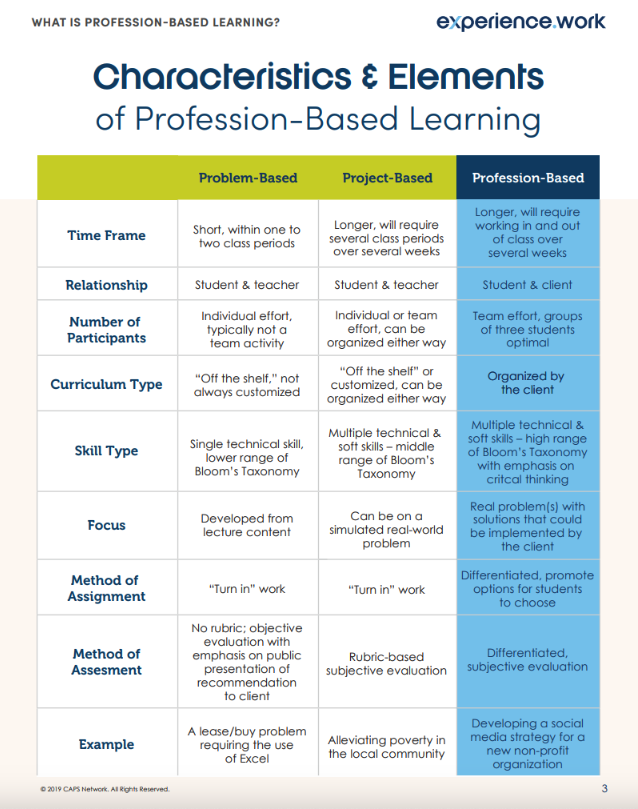 WHAT IS PROFESSION-BASED LEARNING?
experience.work
Characteristics & Elements
of Profession-Based Learning
Problem-Based
Project-Based
Profession-Based
Time Frame
Short, within one to
two class periods
Longer, will require
several class periods
over several weeks
Longer, will require
working in and out
of class over
several weeks
Relationship
Student & teacher
Student & teacher
Student & client
Number of
Participants
Individual effort,
typically not a
team activity
Individual or team
effort, can be
organized either way
Team effort, groups
of three students
optimal
Curriculum Type
“Off the shelf,” not
always customized
“Off the shelf” or
customized, can be
organized either way
Organized by
the client
Skill Type
Single technical skill,
lower range of
Bloom’s Taxonomy
Multiple technical &
soft skills – middle
range of Bloom’s
Taxonomy
Multiple technical &
soft skills – high range
of Bloom’s Taxonomy
with emphasis on
critcal thinking
Focus
Developed from
lecture content
Can be on a
simulated real-world
problem
Real problem(s) with
solutions that could
be implemented by
the client
Method of
Assignment
“Turn in” work
“Turn in” work
Differentiated, promote
options for students
to choose
Method of
Assesment
No rubric; objective
evaluation with
emphasis on public
presentation of
recommendation
to client
Rubric-based
subjective evaluation
Differentiated,
subjective evaluation
Example
A lease/buy problem
requiring the use
of Excel
Alleviating poverty in
the local community
Developing a social
media strategy for a
new non-profit
organization
© 2019 CAPS Network. All Rights Reserved.
3